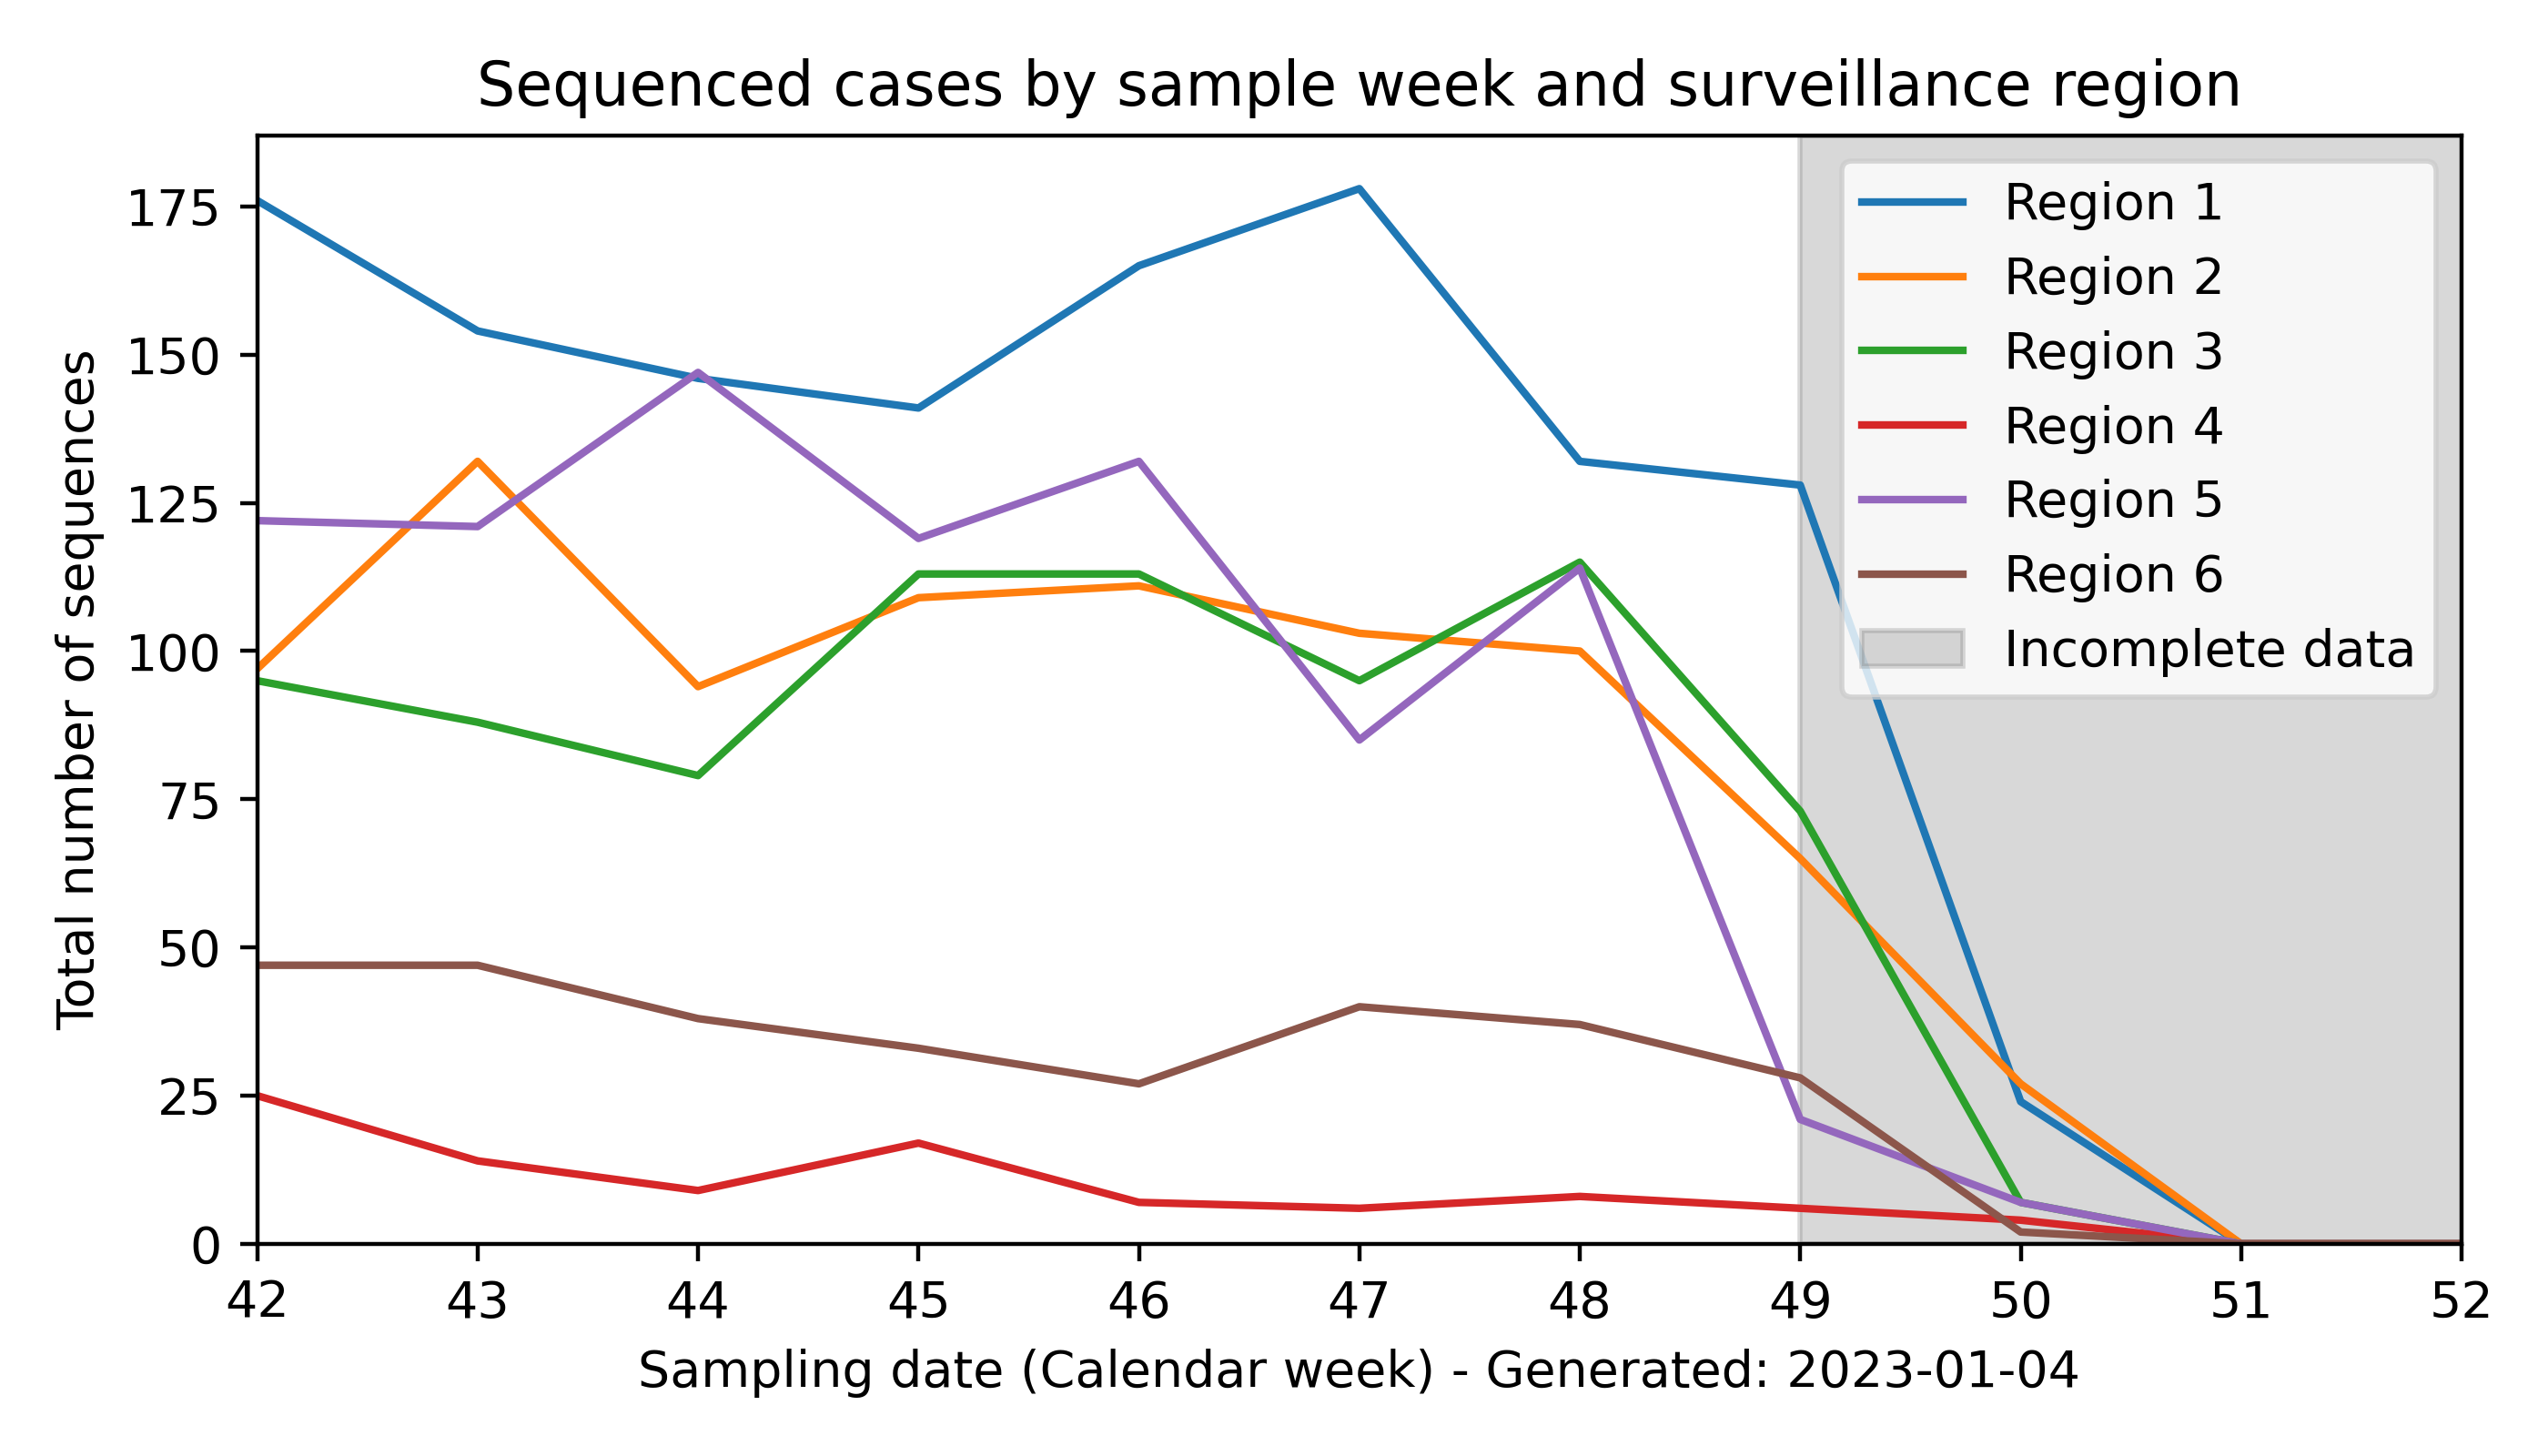 Sequenced cases by sample week and surveillance region
Total number of sequences
175
150
125
100
75
50
25
0
Region 1
Region 2
Region 3
Region 4
Region 5
Region 6
Incomplete data
42 43 44 45 46 47 48 49 50 51 52
Sampling date (Calendar week) - Generated: 2023-01-04